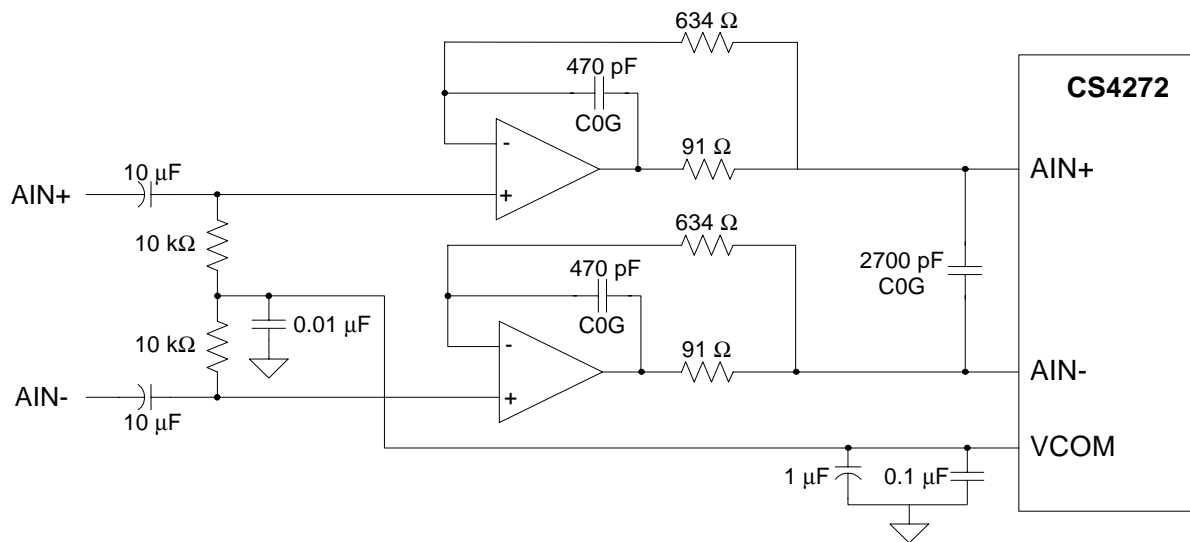 634 Ω
470 pF
C0G
CS4272
-
+
91 Ω
10 µF
AIN+
AIN+
10 kΩ
634 Ω
470 pF
C0G
2700 pF
C0G
0.01 µF
10 kΩ
-
+
91 Ω
AIN-
AIN-
10 µF
VCOM
1 µF
0.1 µF